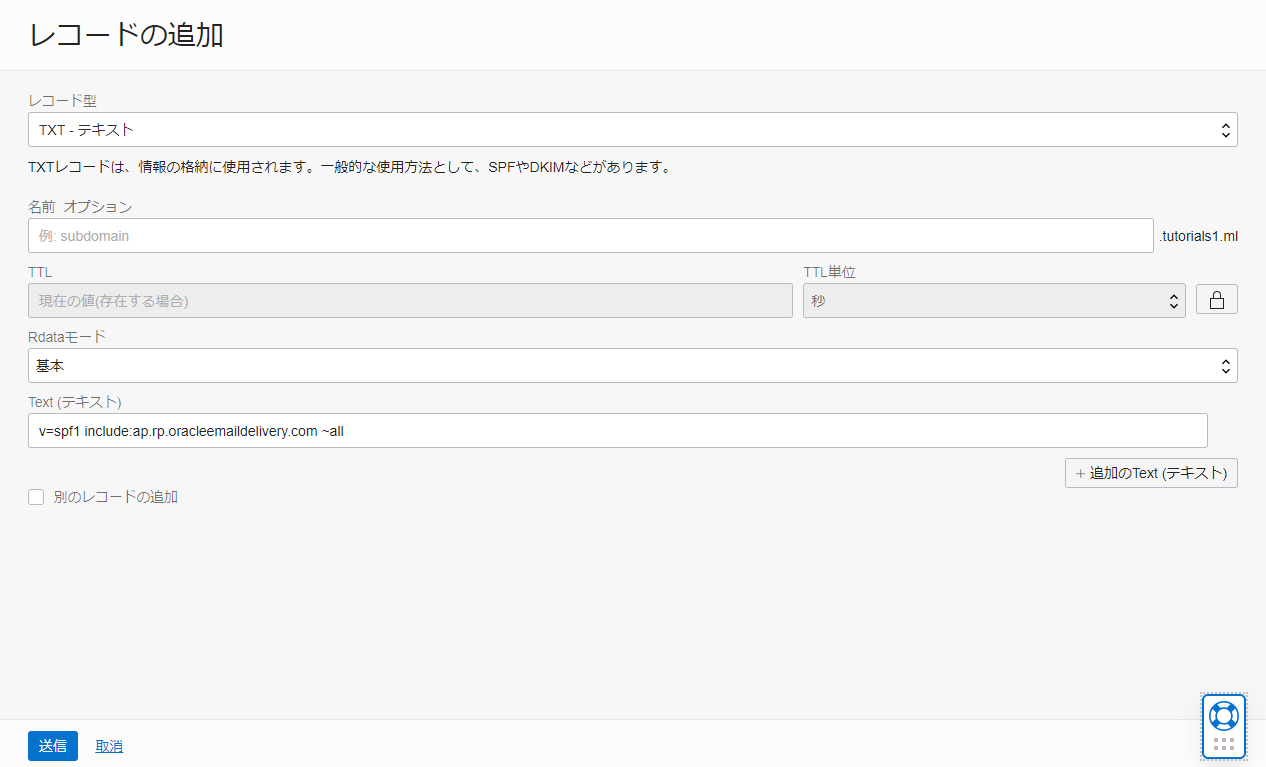 レコードの追加
レコード型
TXT - テキスト
TXTレコードは、情報の格納に使用されます。一般的な使用方法として、SPFやDKIMなどがあります。
名前 オプション
例: subdomain .tutorials1.ml
TTL TTL単位
現在の値(存在する場合) 秒
Rdataモード
基本
Text (テキスト)
v=spf1 include:ap.rp.oracleemaildelivery.com ~all
+ 追加のText (テキスト)
別のレコードの追加
送信 取消